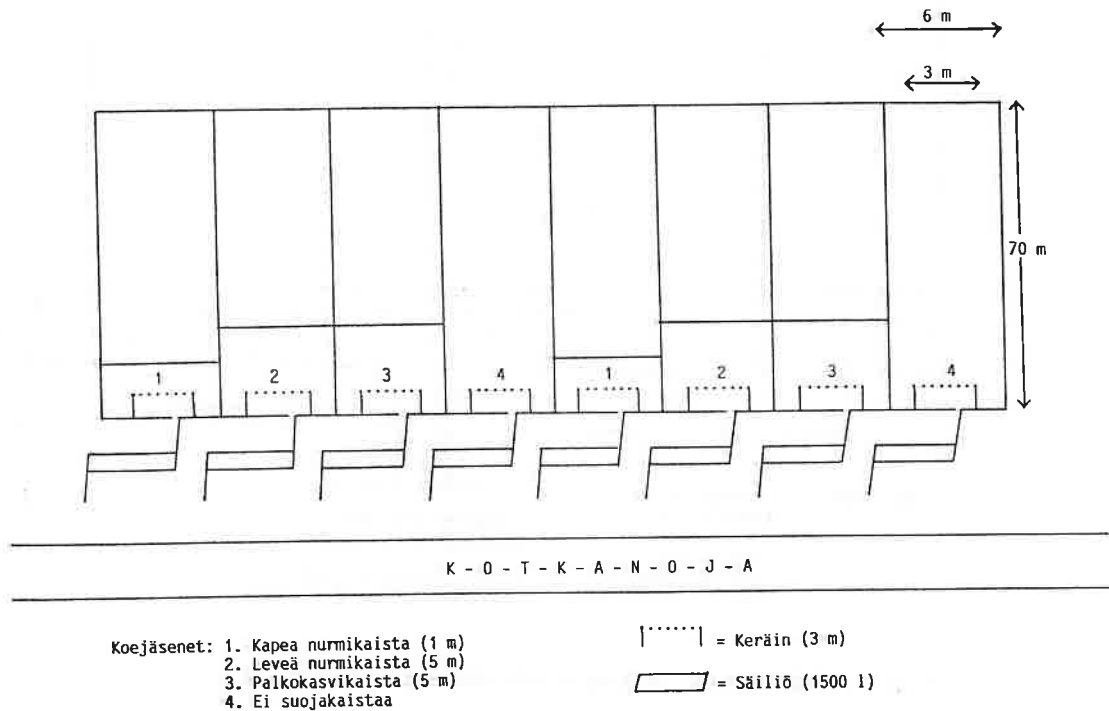 6 m
3 m
70 m
1 2 3 4 1 2 3 4
K - O - T - K - A - N - O - J - A
Koejäsenet: 1. Kapea nurmikaista (1 m)
2. Leveä nurmikaista (5 m)
3. Palkokasvikaista (5 m)
4. Ei suojakaistaa
= Keräin (3 m)
= Säiliö (1500 l)